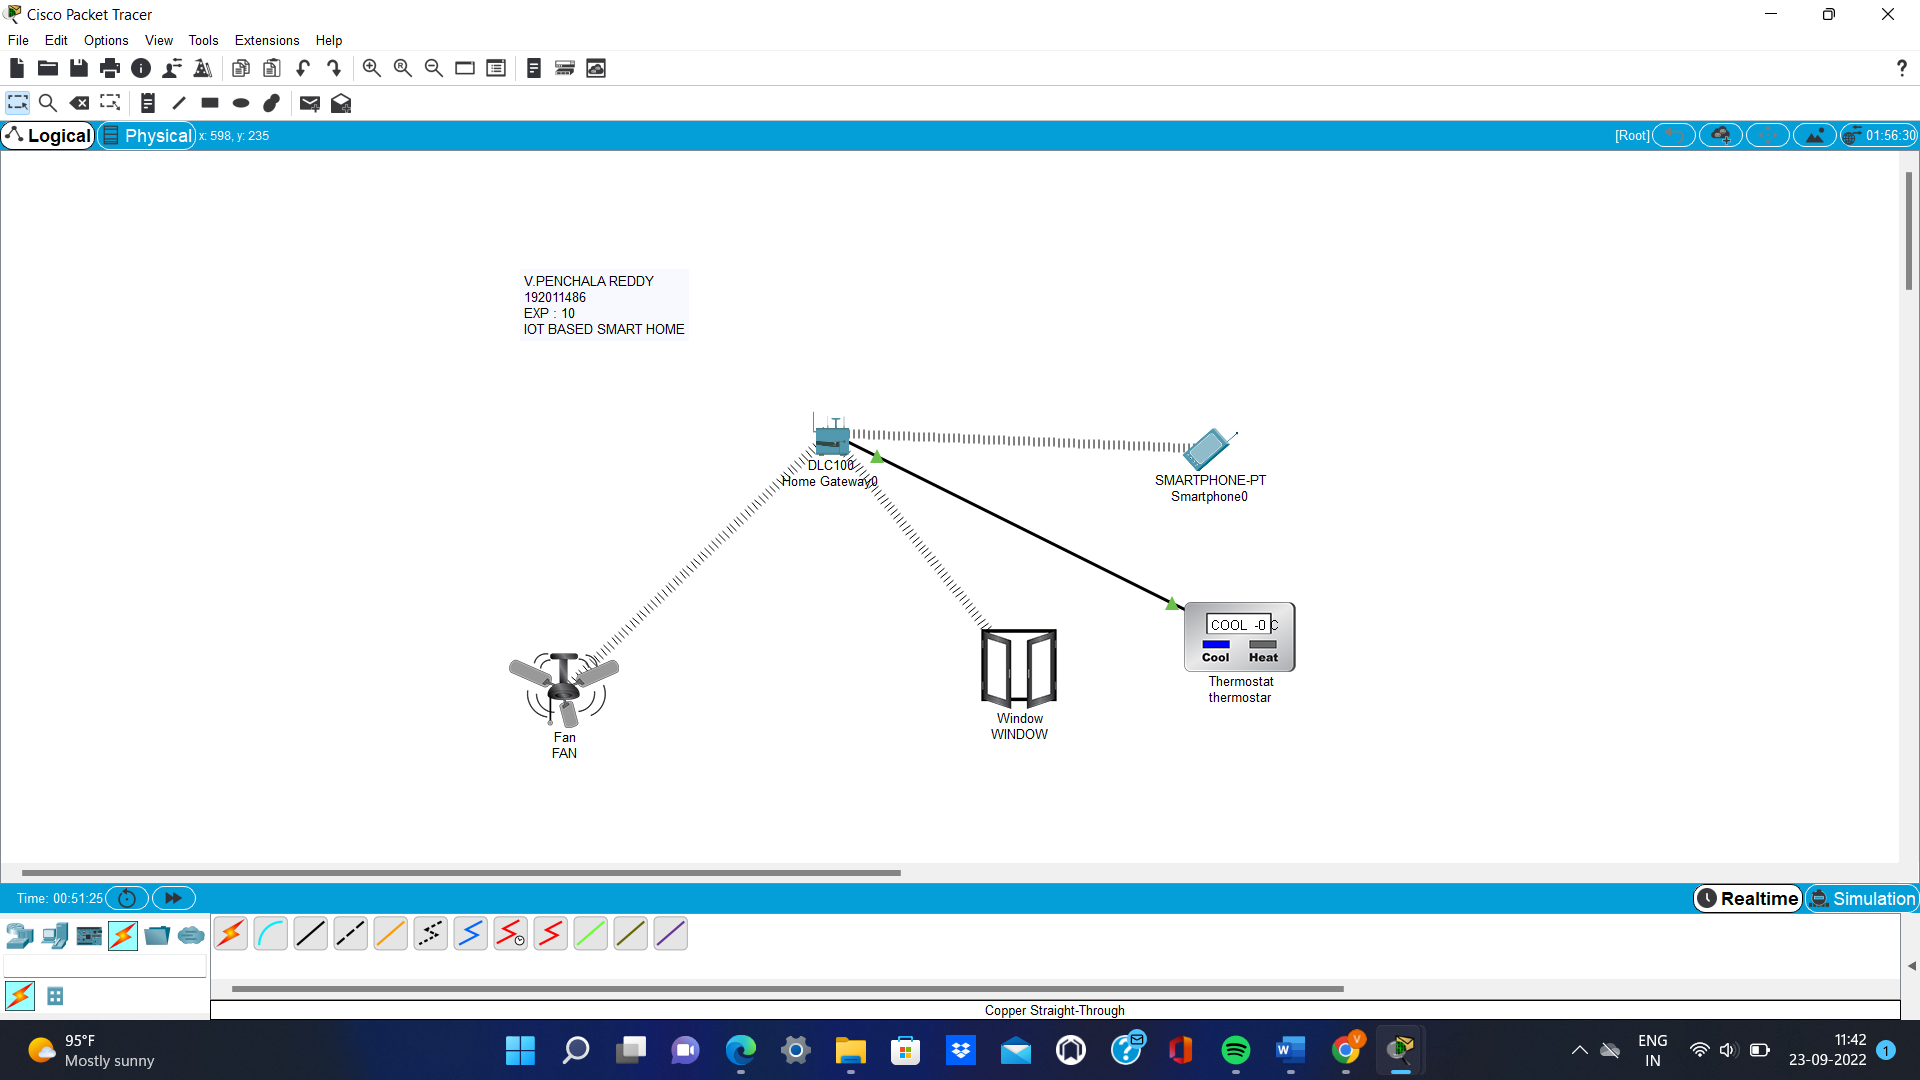 Cisco Packet Tracer
File Edit Options View Tools Extensions Help
?
Logical Physical x: 598, y: 235 [Root] 01:56:30
V.PENCHALA REDDY
192011486
EXP : 10
IOT BASED SMART HOME
DLC100
Home Gateway0
SMARTPHONE-PT
Smartphone0
COOL -0 C
Cool Heat
Thermostat
thermostar
Window
WINDOW
Fan
FAN
Time: 00:51:25 Realtime Simulation
Copper Straight-Through
95°F
Mostly sunny
ENG
IN
11:42
23-09-2022
1